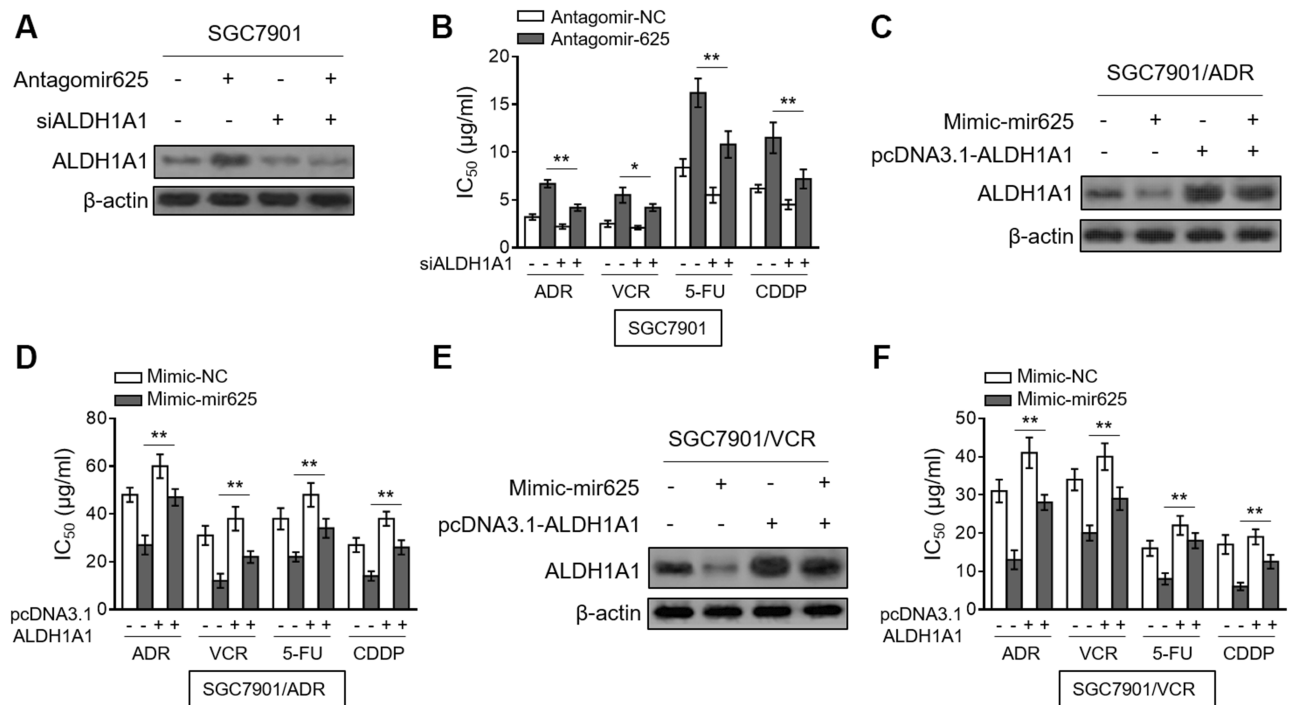 A
SGC7901
Antagomir625 - + - +
siALDH1A1 - - + +
ALDH1A1
β-actin
B
Antagomir-NC
Antagomir-625
20
15
10
5
0
IC50 (μg/ml)
** * ** **
siALDH1A1 - - + + - - + + - - + + - - + +
ADR VCR 5-FU CDDP
SGC7901
C
SGC7901/ADR
Mimic-mir625 - + - +
pcDNA3.1-ALDH1A1 - - + +
ALDH1A1
β-actin
D
Mimic-NC
Mimic-mir625
80
60
40
20
0
IC50 (μg/ml)
** ** ** **
pcDNA3.1
ALDH1A1 - - + + - - + + - - + + - - + +
ADR VCR 5-FU CDDP
SGC7901/ADR
E
SGC7901/VCR
Mimic-mir625 - + - +
pcDNA3.1-ALDH1A1 - - + +
ALDH1A1
β-actin
F
Mimic-NC
Mimic-mir625
50
40
30
20
10
0
IC50 (μg/ml)
** ** ** **
pcDNA3.1
ALDH1A1 - - + + - - + + - - + + - - + +
ADR VCR 5-FU CDDP
SGC7901/VCR